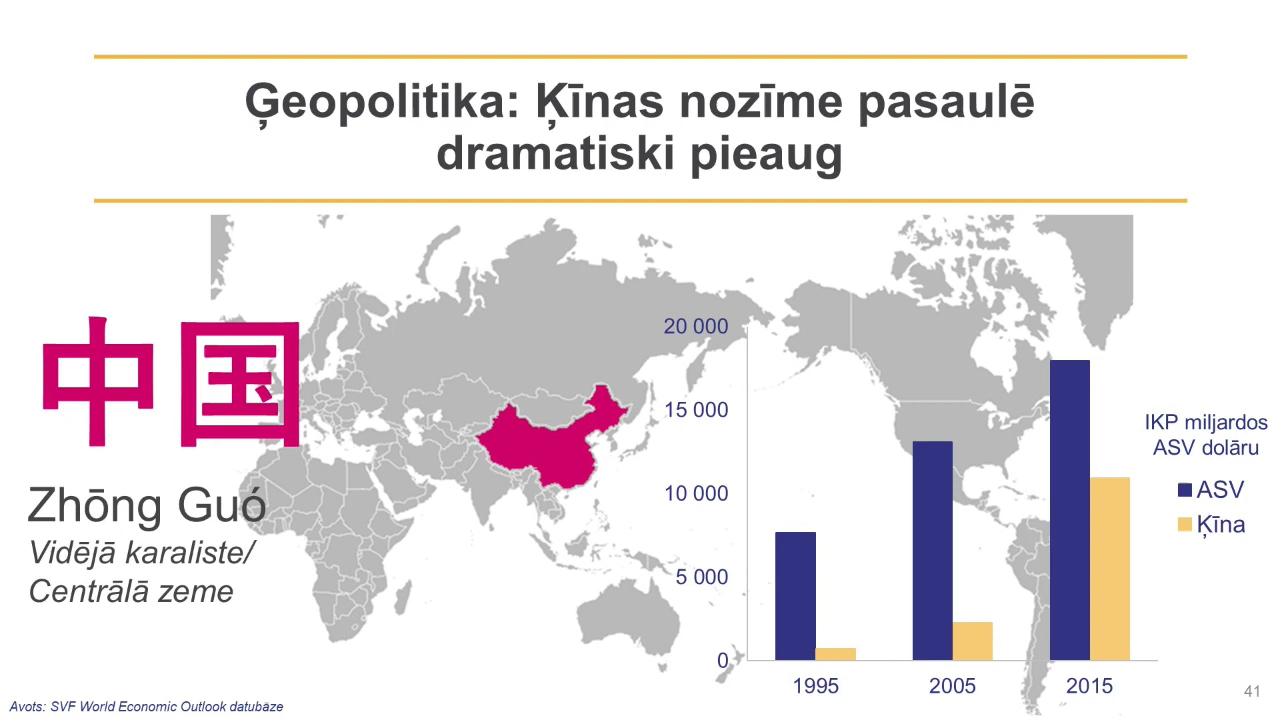 Ģeopolitika: Ķīnas nozīme pasaulē
dramatiski pieaug
中国
Zhōng Guó
Vidējā karaliste/
Centrālā zeme
20 000
15 000
10 000
5 000
0
1995
2005
2015
IKP miljardos
ASV dolāru
ASV
Ķīna
Avots: SVF World Economic Outlook datubāze
41